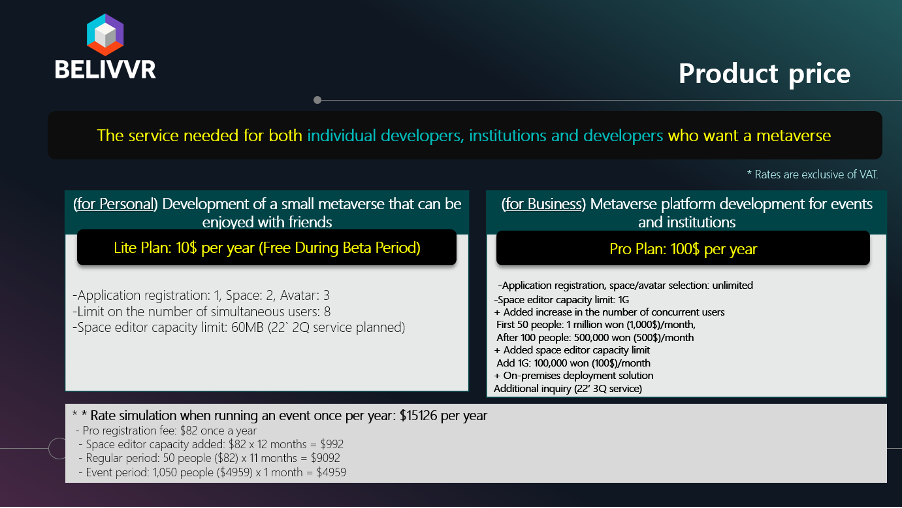 BELIVVR
Product price
The service needed for both individual developers, institutions and developers who want a metaverse
* Rates are exclusive of VAT.
(for Personal) Development of a small metaverse that can be
enjoyed with friends
Lite Plan: 10$ per year (Free During Beta Period)
-Application registration: 1, Space: 2, Avatar: 3
-Limit on the number of simultaneous users: 8
-Space editor capacity limit: 60MB (22` 2Q service planned)
(for Business) Metaverse platform development for events
and institutions
Pro Plan: 100$ per year
-Application registration, space/avatar selection: unlimited
-Space editor capacity limit: 1G
+ Added increase in the number of concurrent users
First 50 people: 1 million won (1,000$)/month,
After 100 people: 500,000 won (500$)/month
+ Added space editor capacity limit
Add 1G: 100,000 won (100$)/month
+ On-premises deployment solution
Additional inquiry (22' 3Q service)
* * Rate simulation when running an event once per year: $15126 per year
- Pro registration fee: $82 once a year
- Space editor capacity added: $82 x 12 months = $992
- Regular period: 50 people ($82) x 11 months = $9092
- Event period: 1,050 people ($4959) x 1 month = $4959